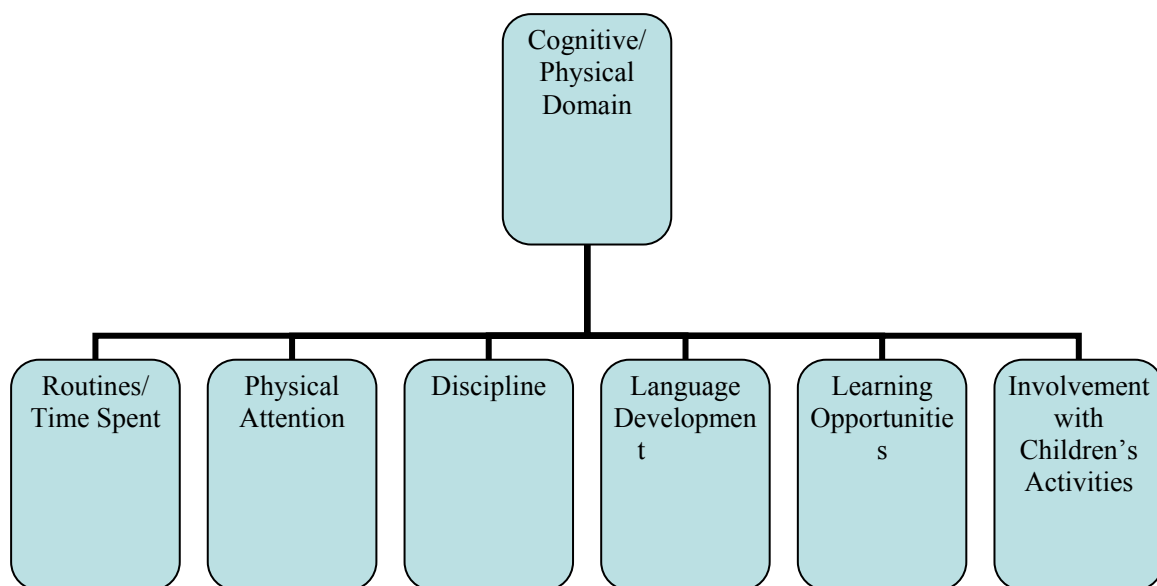 Cognitive/
Physical
Domain
Routines/
Time Spent
Physical
Attention
Discipline
Language
Developmen
t
Learning
Opportunitie
s
Involvement
with
Children’s
Activities